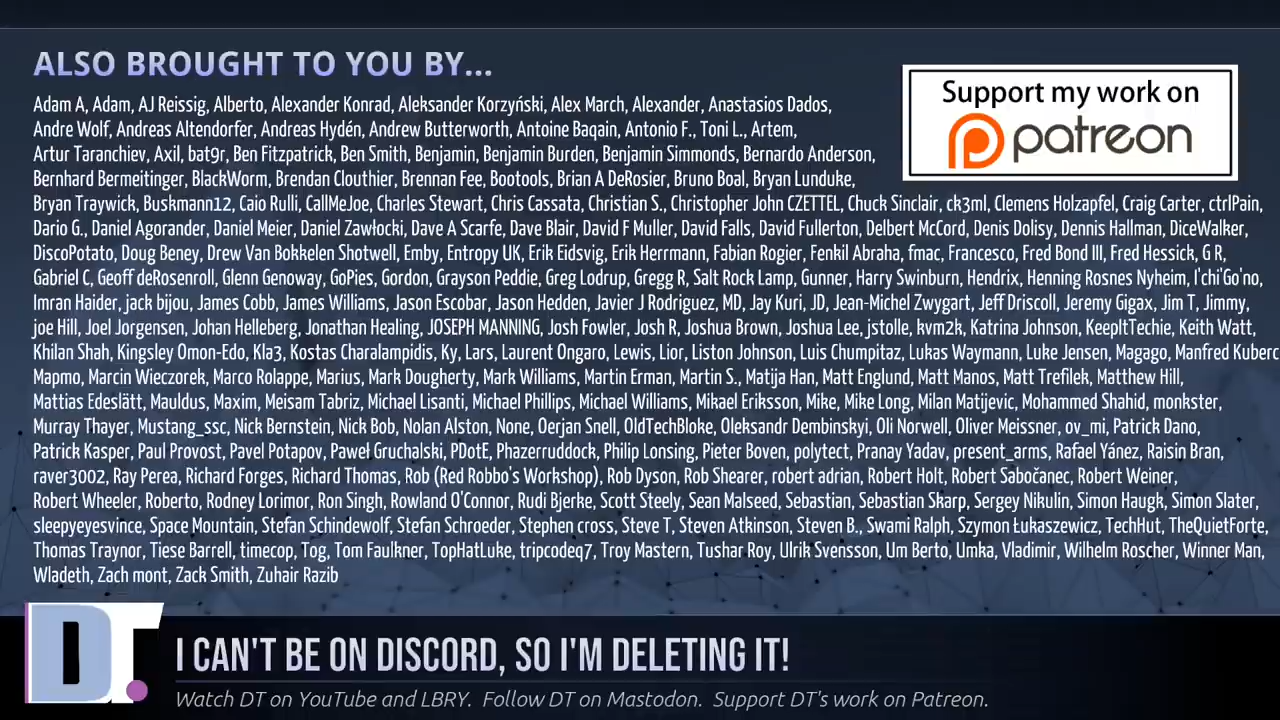 ALSO BROUGHT TO YOU BY...
Support my work on
patreon
Adam A, Adam, AJ Reissig, Alberto, Alexander Konrad, Aleksander Korzyński, Alex March, Alexander, Anastasios Dados,
Andre Wolf, Andreas Altendorfer, Andreas Hydén, Andrew Butterworth, Antoine Baqain, Antonio F., Toni L., Artem,
Artur Taranchiev, Axil, bat9r, Ben Fitzpatrick, Ben Smith, Benjamin, Benjamin Burden, Benjamin Simmonds, Bernardo Anderson,
Bernhard Bermeitinger, BlackWorm, Brendan Clouthier, Brennan Fee, Bootools, Brian A DeRosier, Bruno Boal, Bryan Lunduke,
Bryan Traywick, Buskmann12, Caio Rulli, CallMeJoe, Charles Stewart, Chris Cassata, Christian S., Christopher John CZETTEL, Chuck Sinclair, ck3ml, Clemens Holzapfel, Craig Carter, ctrlPain,
Dario G., Daniel Agorander, Daniel Meier, Daniel Zawłocki, Dave A Scarfe, Dave Blair, David F Muller, David Falls, David Fullerton, Delbert McCord, Denis Dolisy, Dennis Hallman, DiceWalker,
DiscoPotato, Doug Beney, Drew Van Bokkelen Shotwell, Emby, Entropy UK, Erik Eidsvig, Erik Herrmann, Fabian Rogier, Fenkil Abraha, fmac, Francesco, Fred Bond III, Fred Hessick, G R,
Gabriel C, Geoff deRosenroll, Glenn Genoway, GoPies, Gordon, Grayson Peddie, Greg Lodrup, Gregg R, Salt Rock Lamp, Gunner, Harry Swinburn, Hendrix, Henning Rosnes Nyheim, I'chi'Go'no,
Imran Haider, jack bijou, James Cobb, James Williams, Jason Escobar, Jason Hedden, Javier J Rodriguez, MD, Jay Kuri, JD, Jean-Michel Zwygart, Jeff Driscoll, Jeremy Gigax, Jim T, Jimmy,
joe Hill, Joel Jorgensen, Johan Helleberg, Jonathan Healing, JOSEPH MANNING, Josh Fowler, Josh R, Joshua Brown, Joshua Lee, jstolle, kvm2k, Katrina Johnson, KeepItTechie, Keith Watt,
Khilan Shah, Kingsley Omon-Edo, Kla3, Kostas Charalampidis, Ky, Lars, Laurent Ongaro, Lewis, Lior, Liston Johnson, Luis Chumpitaz, Lukas Waymann, Luke Jensen, Magago, Manfred Kuberc
Mapmo, Marcin Wieczorek, Marco Rolappe, Marius, Mark Dougherty, Mark Williams, Martin Erman, Martin S., Matija Han, Matt Englund, Matt Manos, Matt Trefilek, Matthew Hill,
Mattias Edeslätt, Mauldus, Maxim, Meisam Tabriz, Michael Lisanti, Michael Phillips, Michael Williams, Mikael Eriksson, Mike, Mike Long, Milan Matijevic, Mohammed Shahid, monkster,
Murray Thayer, Mustang_ssc, Nick Bernstein, Nick Bob, Nolan Alston, None, Oerjan Snell, OldTechBloke, Oleksandr Dembinskyi, Oli Norwell, Oliver Meissner, ov_mi, Patrick Dano,
Patrick Kasper, Paul Provost, Pavel Potapov, Paweł Gruchalski, PDotE, Phazerruddock, Philip Lonsing, Pieter Boven, polytect, Pranay Yadav, present_arms, Rafael Yánez, Raisin Bran,
raver3002, Ray Perea, Richard Forges, Richard Thomas, Rob (Red Robbo's Workshop), Rob Dyson, Rob Shearer, robert adrian, Robert Holt, Robert Sabočanec, Robert Weiner,
Robert Wheeler, Roberto, Rodney Lorimor, Ron Singh, Rowland O'Connor, Rudi Bjerke, Scott Steely, Sean Malseed, Sebastian, Sebastian Skarp, Sergey Nikulin, Simon Haugk, Simon Slater,
sleepyeyesvince, Space Mountain, Stefan Schindewolf, Stefan Schroeder, Stephen cross, Steve T, Steven Atkinson, Steven B., Swami Ralph, Szymon Łukaszewicz, TechHut, TheQuietForte,
Thomas Traynor, Tiese Barrell, timecop, Tog, Tom Faulkner, TopHatLuke, tripcodeq7, Troy Mastern, Tushar Roy, Ulrik Svensson, Um Berto, Umka, Vladimir, Wilhelm Roscher, Winner Man,
Wladeth, Zach mont, Zack Smith, Zuhair Razib
DT.
I CAN'T BE ON DISCORD, SO I'M DELETING IT!
Watch DT on YouTube and LBRY. Follow DT on Mastodon. Support DT's work on Patreon.